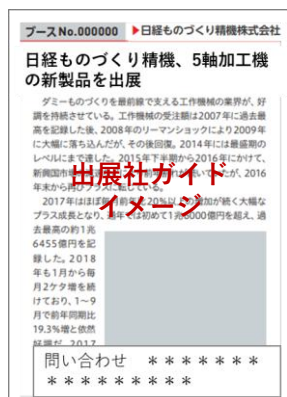 ブースNo.000000 ▶日経ものづくり精機株式会社
日経ものづくり精機、5軸加工機
の新製品を出展
ダミーものづくりを最前線で支える工作機械の業界が、好
調を持続させている。工作機械の受注額は2007年に過去最
高を記録した後、2008年のリーマンショックにより2009年
に大幅に落ち込んだが、その後回復。2014年には最盛期の
レベルにまで達した。2015年下半期から2016年にかけて、
新興国市場の
年末から再びプラスに転じている。
出展社ガイド
イメージ
2017年はほぼ毎月前年比20%以上の増加が続く大幅な
プラス成長となり、通年では初めて1兆6000億円を超え、過
去最高の約1兆
6455億円を記
録した。2018
年も1月から毎
月2ケタ増を続
けており、1〜9
月で前年同期比
19.3%増と依然
好調だ。2017
問い合わせ ＊＊＊＊＊＊＊
＊＊＊＊＊＊＊＊＊